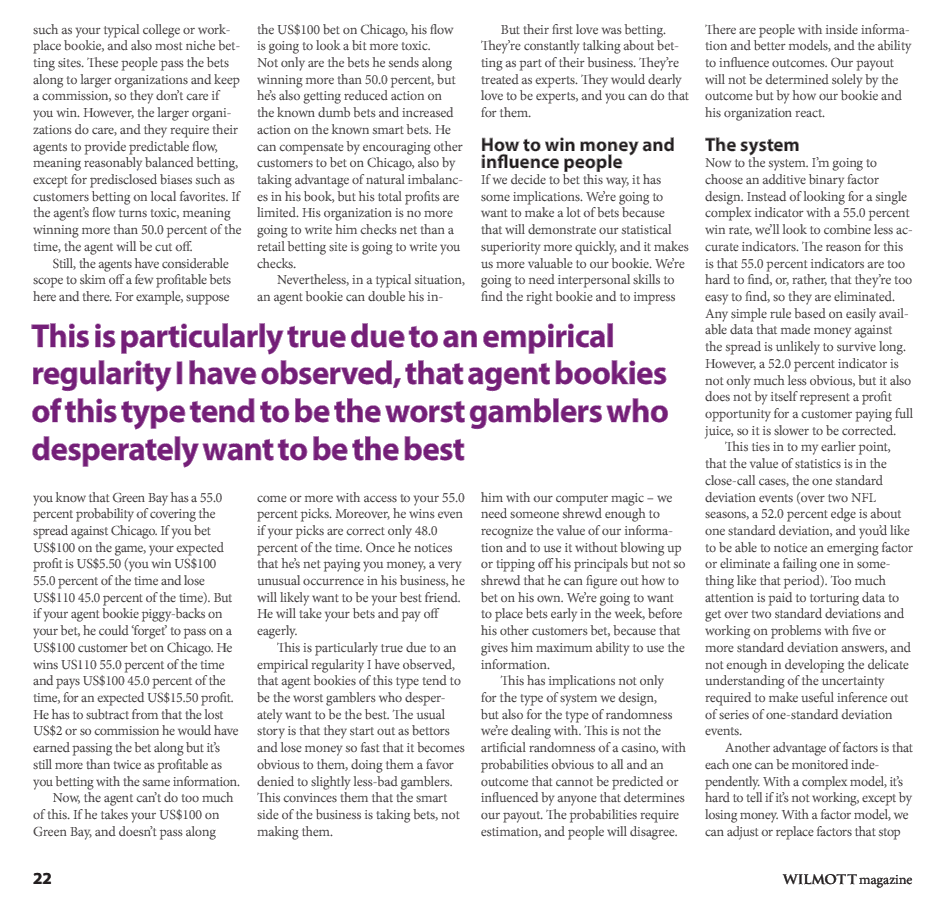 such as your typical college or work-
place bookie, and also most niche bet-
ting sites. These people pass the bets
along to larger organizations and keep
a commission, so they don't care if
you win. However, the larger organi-
zations do care, and they require their
agents to provide predictable flow,
meaning reasonably balanced betting,
except for predisclosed biases such as
customers betting on local favorites. If
the agent's flow turns toxic, meaning
winning more than 50.0 percent of the
time, the agent will be cut off.
Still, the agents have considerable
scope to skim off a few profitable bets
here and there. For example, suppose
the US$100 bet on Chicago, his flow
is going to look a bit more toxic.
Not only are the bets he sends along
winning more than 50.0 percent, but
he's also getting reduced action on
the known dumb bets and increased
action on the known smart bets. He
can compensate by encouraging other
customers to bet on Chicago, also by
taking advantage of natural imbalanc-
es in his book, but his total profits are
limited. His organization is no more
going to write him checks net than a
retail betting site is going to write you
checks.
Nevertheless, in a typical situation,
an agent bookie can double his in-
But their first love was betting.
They're constantly talking about bet-
ting as part of their business. They're
treated as experts. They would dearly
love to be experts, and you can do that
for them.
How to win money and
influence people
If we decide to bet this way, it has
some implications. We're going to
want to make a lot of bets because
that will demonstrate our statistical
superiority more quickly, and it makes
us more valuable to our bookie. We're
going to need interpersonal skills to
find the right bookie and to impress
This is particularly true due to an empirical
regularity I have observed, that agent bookies
of this type tend to be the worst gamblers who
desperately want to be the best
you know that Green Bay has a 55.0
percent probability of covering the
spread against Chicago. If you bet
US$100 on the game, your expected
profit is US$5.50 (you win US$100
55.0 percent of the time and lose
US$110 45.0 percent of the time). But
if your agent bookie piggy-backs on
your bet, he could 'forget' to pass on a
US$100 customer bet on Chicago. He
wins US110 55.0 percent of the time
and pays US$100 45.0 percent of the
time, for an expected US$15.50 profit.
He has to subtract from that the lost
US$2 or so commission he would have
earned passing the bet along but it's
still more than twice as profitable as
you betting with the same information.
Now, the agent can't do too much
of this. If he takes your US$100 on
Green Bay, and doesn't pass along
come or more with access to your 55.0
percent picks. Moreover, he wins even
if your picks are correct only 48.0
percent of the time. Once he notices
that he's net paying you money, a very
unusual occurrence in his business, he
will likely want to be your best friend.
He will take your bets and pay off
eagerly.
This is particularly true due to an
empirical regularity I have observed,
that agent bookies of this type tend to
be the worst gamblers who desper-
ately want to be the best. The usual
story is that they start out as bettors
and lose money so fast that it becomes
obvious to them, doing them a favor
denied to slightly less-bad gamblers.
This convinces them that the smart
side of the business is taking bets, not
making them.
him with our computer magic – we
need someone shrewd enough to
recognize the value of our informa-
tion and to use it without blowing up
or tipping off his principals but not so
shrewd that he can figure out how to
bet on his own. We're going to want
to place bets early in the week, before
his other customers bet, because that
gives him maximum ability to use the
information.
This has implications not only
for the type of system we design,
but also for the type of randomness
we're dealing with. This is not the
artificial randomness of a casino, with
probabilities obvious to all and an
outcome that cannot be predicted or
influenced by anyone that determines
our payout. The probabilities require
estimation, and people will disagree.
There are people with inside informa-
tion and better models, and the ability
to influence outcomes. Our payout
will not be determined solely by the
outcome but by how our bookie and
his organization react.
The system
Now to the system. I'm going to
choose an additive binary factor
design. Instead of looking for a single
complex indicator with a 55.0 percent
win rate, we'll look to combine less ac-
curate indicators. The reason for this
is that 55.0 percent indicators are too
hard to find, or, rather, that they're too
easy to find, so they are eliminated.
Any simple rule based on easily avail-
able data that made money against
the spread is unlikely to survive long.
However, a 52.0 percent indicator is
not only much less obvious, but it also
does not by itself represent a profit
opportunity for a customer paying full
juice, so it is slower to be corrected.
This ties in to my earlier point,
that the value of statistics is in the
close-call cases, the one standard
deviation events (over two NFL
seasons, a 52.0 percent edge is about
one standard deviation, and you'd like
to be able to notice an emerging factor
or eliminate a failing one in some-
thing like that period). Too much
attention is paid to torturing data to
get over two standard deviations and
working on problems with five or
more standard deviation answers, and
not enough in developing the delicate
understanding of the uncertainty
required to make useful inference out
of series of one-standard deviation
events.
Another advantage of factors is that
each one can be monitored inde-
pendently. With a complex model, it's
hard to tell if it's not working, except by
losing money. With a factor model, we
can adjust or replace factors that stop
22
WILMOTT magazine